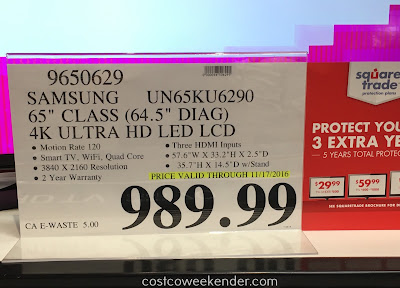 9650629
SAMSUNG UN65KU6290
65" CLASS (64.5" DIAG)
4K ULTRA HD LED LCD
• Motion Rate 120
• Smart TV, WiFi, Quad Core
• 3840 X 2160 Resolution
• 2 Year Warranty
• Three HDMI Inputs
• 57.6"W X 33.2"H X 2.5"D
• 35.7"H X 14.5"D w/Stand
PRICE VALID THROUGH 11/17/2016
989.99
CA E-WASTE 5.00
square
trade
protection plans
PROTECT YOU
3 EXTRA YE
5 YEARS TOTAL PROTEC
$29.99
$59.99
costcoweekender.com